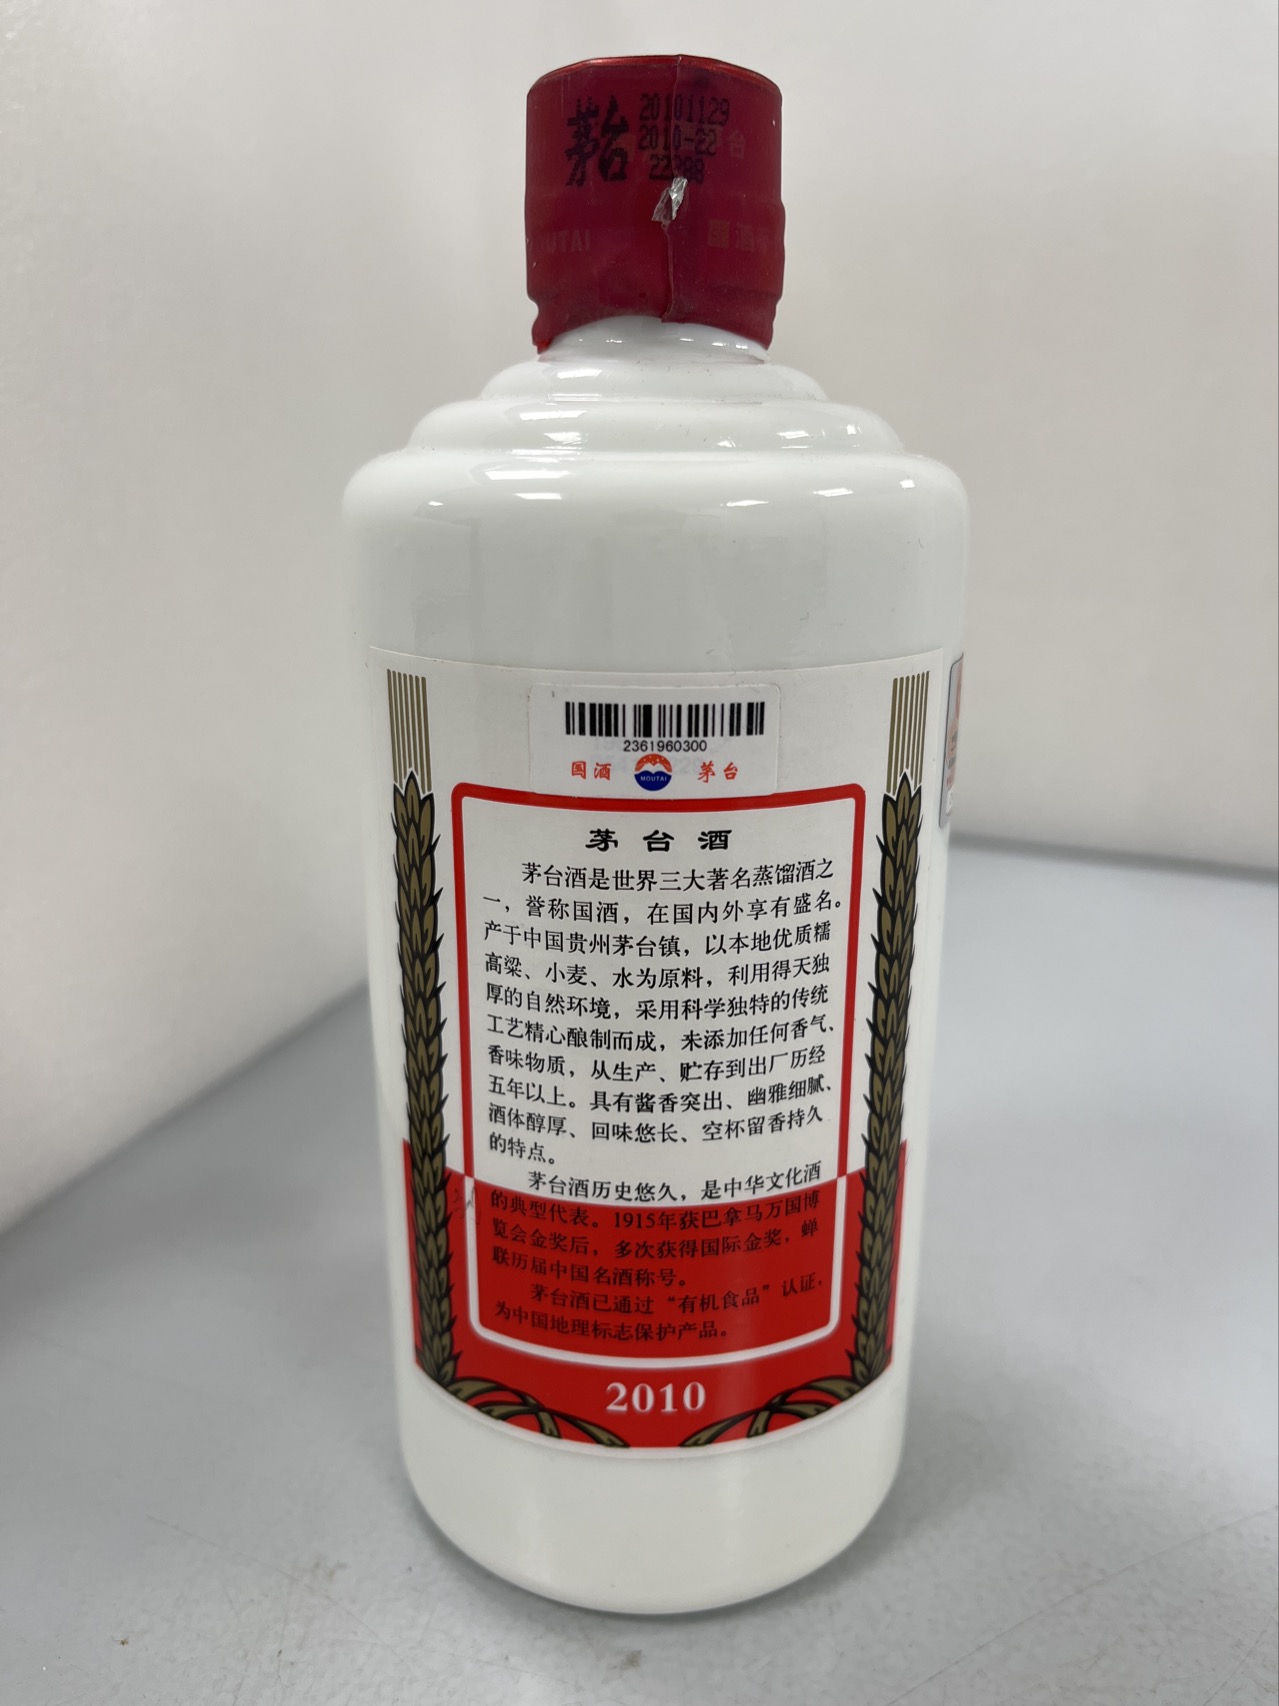 茅台
20101129
2010-22
台
MOUTAI
国酒
2361960300
国酒
MOUTAI
茅台
茅台酒
茅台酒是世界三大著名蒸馏酒之
一，誉称国酒，在国内外享有盛名。
产于中国贵州茅台镇，以本地优质糯
高粱、小麦、水为原料，利用得天独
厚的自然环境，采用科学独特的传统
工艺精心酿制而成，未添加任何香气、
香味物质，从生产、贮存到出厂历经
五年以上。具有酱香突出、幽雅细腻、
酒体醇厚、回味悠长、空杯留香持久
的特点。
茅台酒历史悠久，是中华文化酒
的典型代表。1915年获巴拿马万国博
览会金奖后，多次获得国际金奖，蝉
联历届中国名酒称号。
茅台酒已通过“有机食品”认证，
为中国地理标志保护产品。
2010